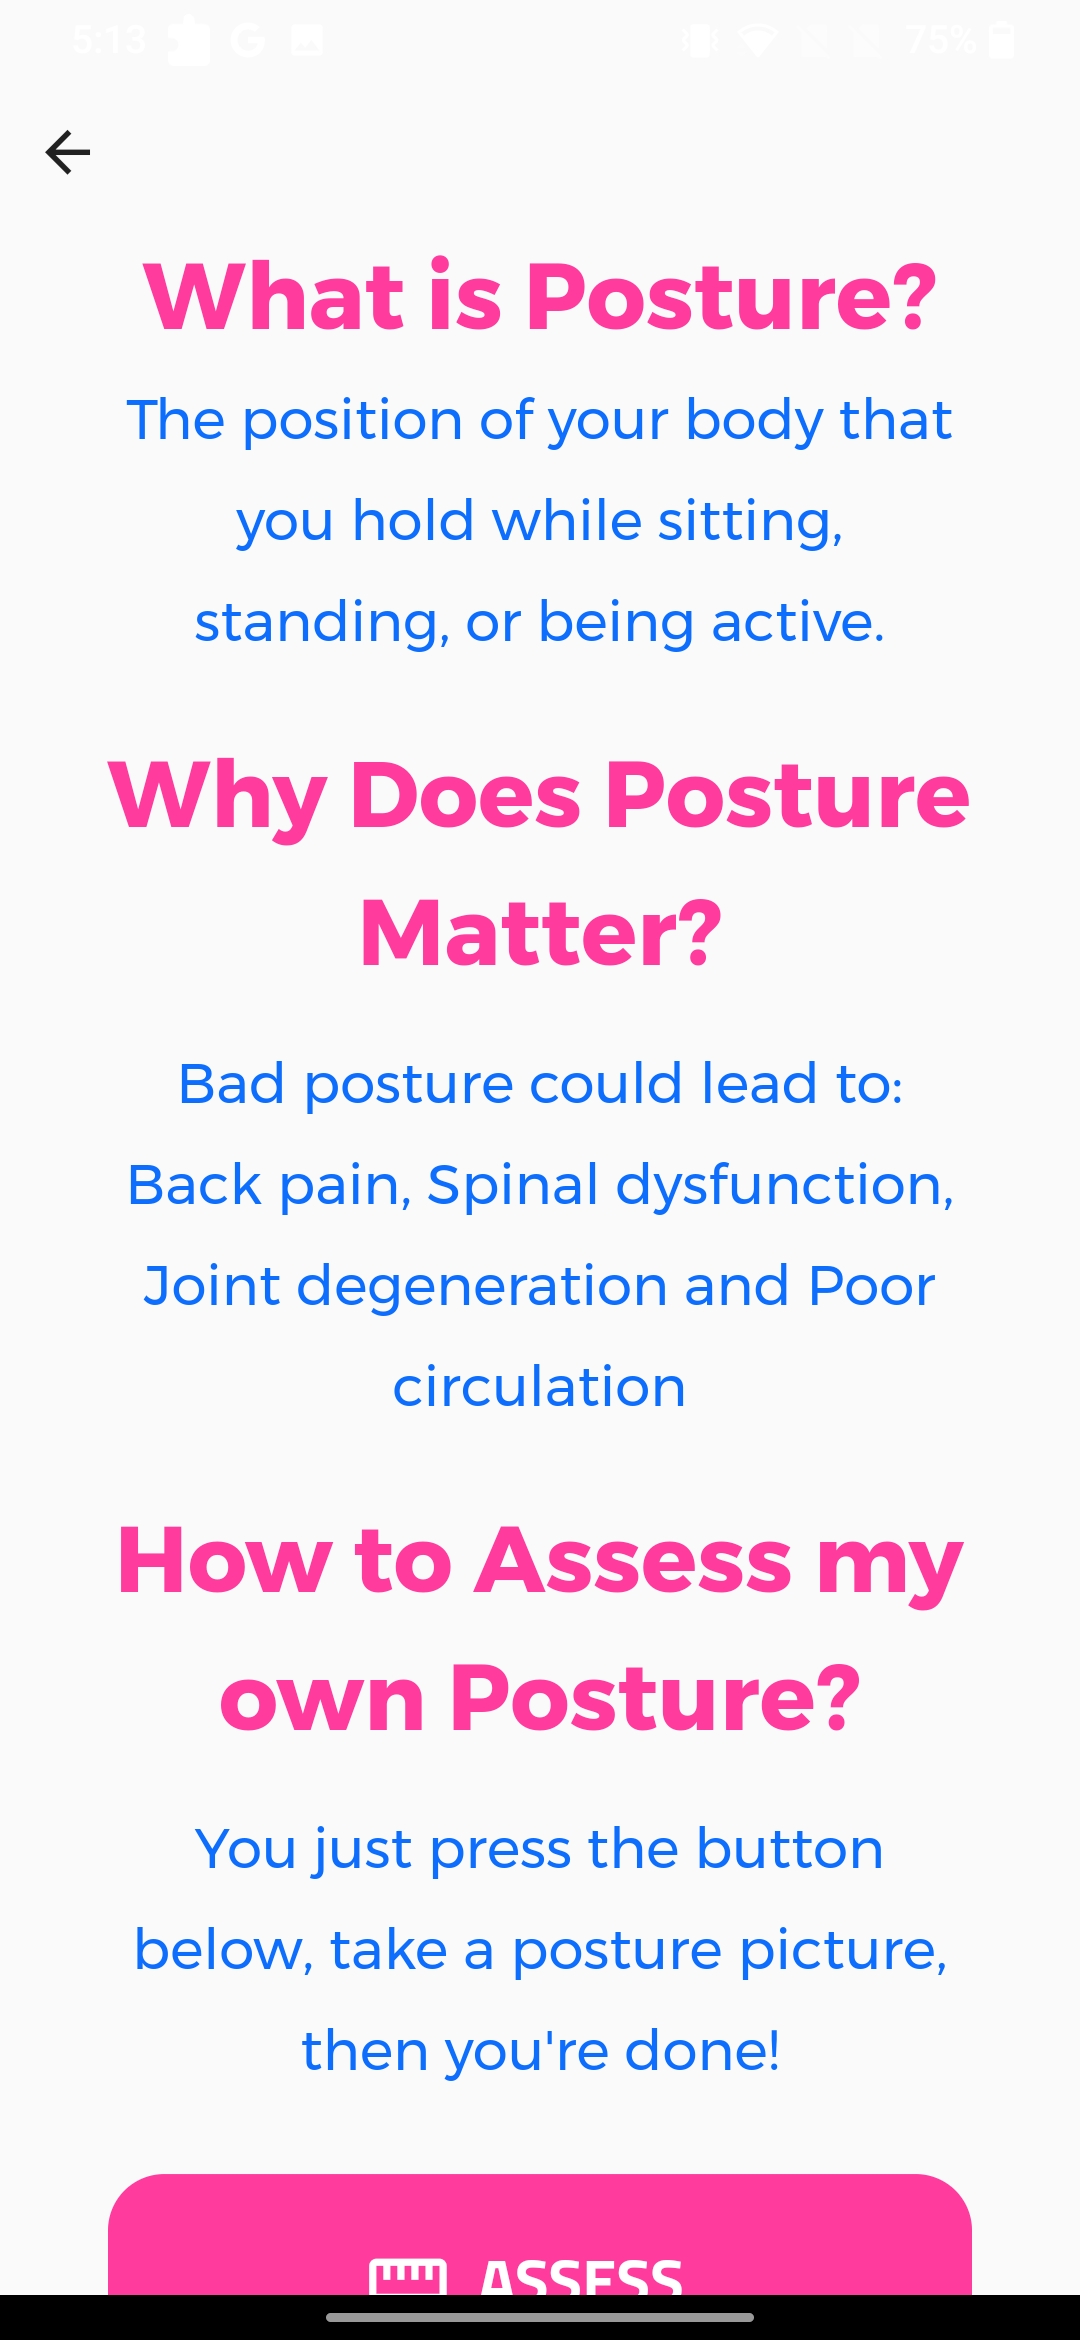 5:13
75%
What is Posture?
The position of your body that
you hold while sitting,
standing, or being active.
Why Does Posture
Matter?
Bad posture could lead to:
Back pain, Spinal dysfunction,
Joint degeneration and Poor
circulation
How to Assess my
own Posture?
You just press the button
below, take a posture picture,
then you're done!
ASSESS